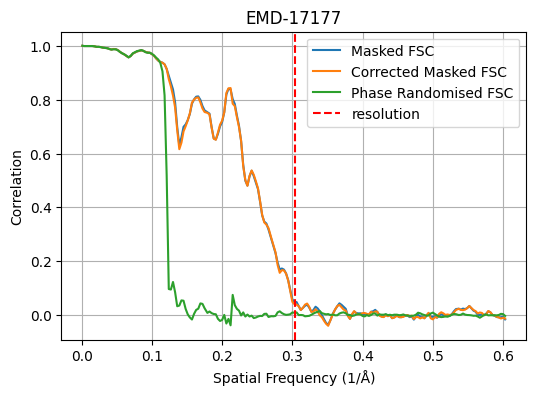 EMD-17177
Masked FSC
Corrected Masked FSC
Phase Randomised FSC
resolution
Correlation
1.0
0.8
0.6
0.4
0.2
0.0
0.0 0.1 0.2 0.3 0.4 0.5 0.6
Spatial Frequency (1/Å)